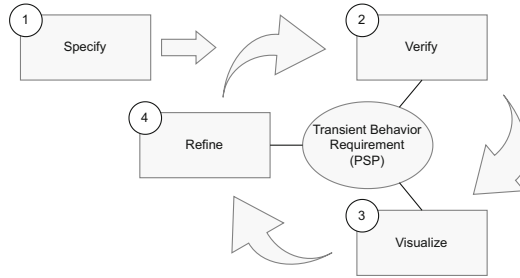 1
Specify
2
Verify
4
Refine
Transient Behavior
Requirement
(PSP)
3
Visualize